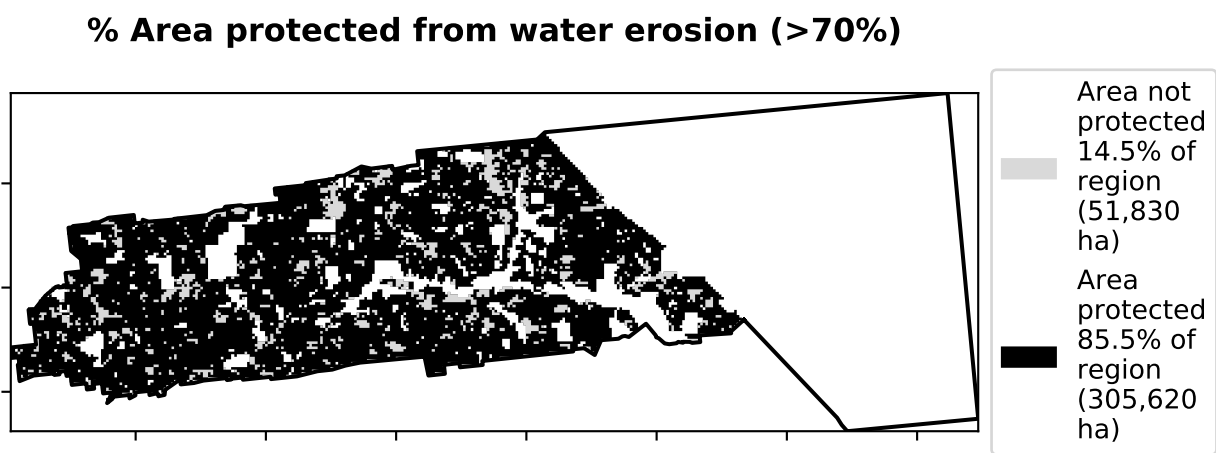 % Area protected from water erosion (>70%)
Area not
protected
14.5% of
region
(51,830
ha)
Area
protected
85.5% of
region
(305,620
ha)